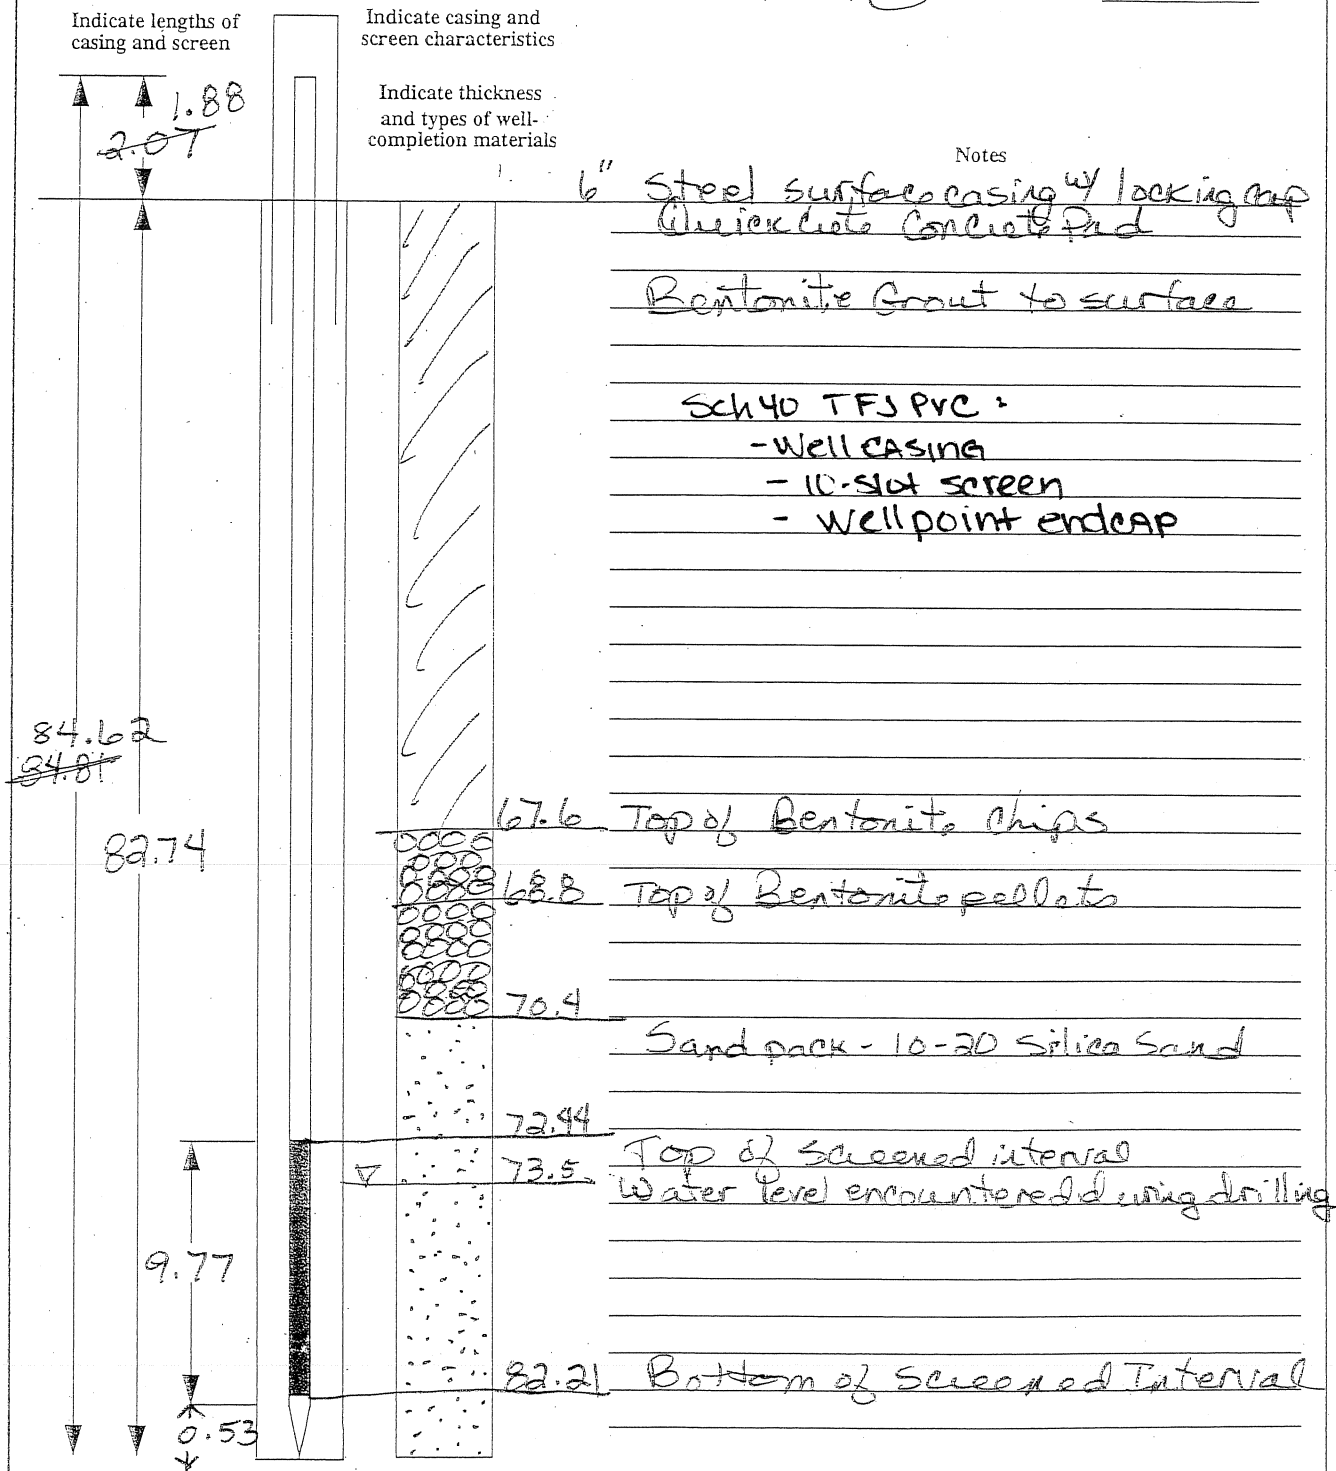 Indicate lengths of
casing and screen
Indicate casing and
screen characteristics
Indicate thickness
and types of well-
completion materials
Notes
1.88
2.07
6" Steel surface casing w/ locking cap
Quickcrete Concrete Pad
Bentonite Grout to surface
Sch 40 TFJ PVC :
- Well CASING
- 10-slot screen
- Wellpoint endcap
84.62
84.81
82.74
67.6 Top of Bentonite Chips
68.8 Top of Bentonite pellets
70.4
Sand pack - 10-20 Silica Sand
72.44
Top of Screened interval
73.5
Water level encountered during drilling
9.77
82.21 Bottom of Screened Interval
0.53